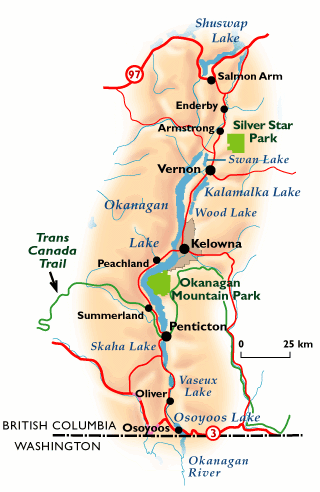 Shuswap
Lake
97
Salmon Arm
Enderby
Armstrong
Silver Star
Park
Swan Lake
Vernon
Kalamalka Lake
Okanagan
Wood Lake
Trans
Canada
Trail
Lake
Kelowna
Peachland
Okanagan
Mountain Park
Summerland
Penticton
0 25 km
Skaha Lake
Vaseux
Lake
Oliver
Osoyoos Lake
BRITISH COLUMBIA
Osoyoos
3
WASHINGTON
Okanagan
River